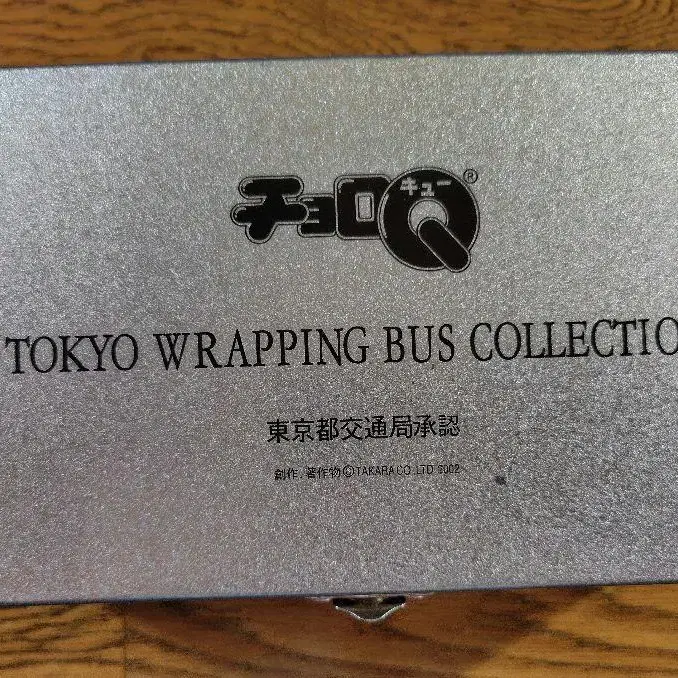 チョロQ®
キュー
TOKYO WRAPPING BUS COLLECTIO
東京都交通局承認
創作,著作物©TAKARA CO.,LTD 2002